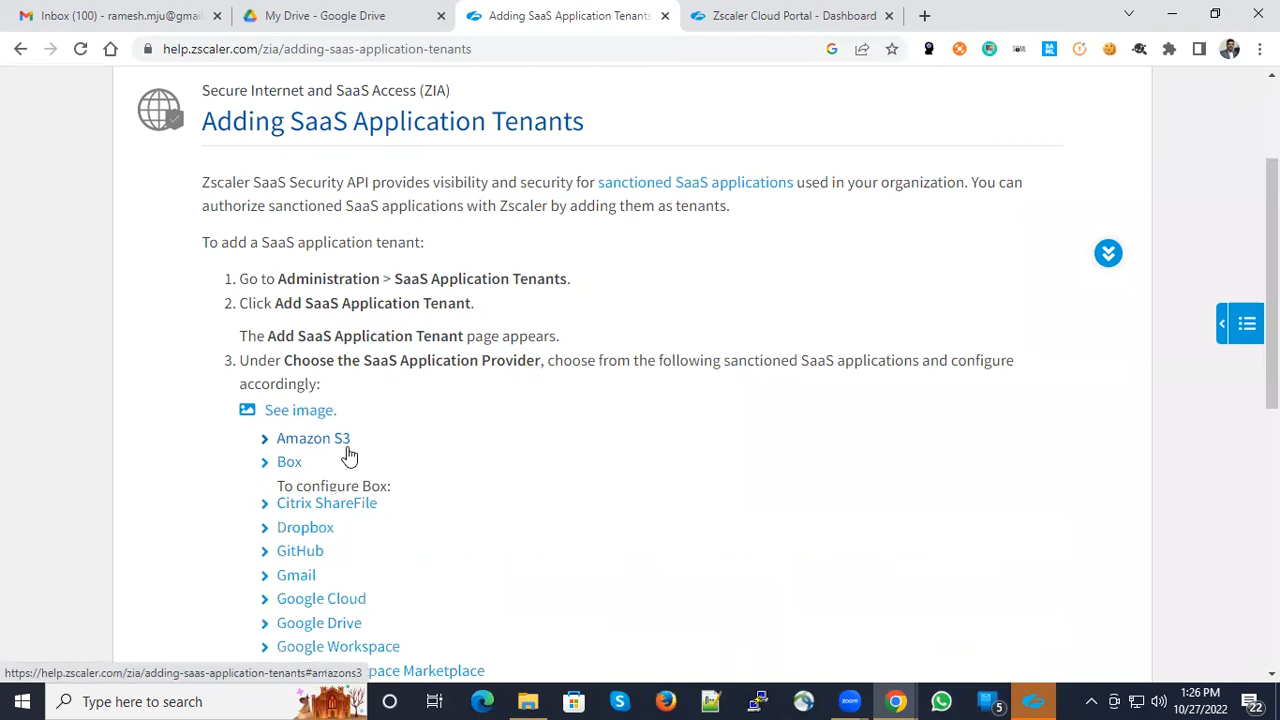 Inbox (100) - ramesh.mju@gmail
My Drive - Google Drive
Adding SaaS Application Tenants
Zscaler Cloud Portal - Dashboard
help.zscaler.com/zia/adding-saas-application-tenants
Secure Internet and SaaS Access (ZIA)
Adding SaaS Application Tenants
Zscaler SaaS Security API provides visibility and security for sanctioned SaaS applications used in your organization. You can
authorize sanctioned SaaS applications with Zscaler by adding them as tenants.
To add a SaaS application tenant:
1. Go to Administration > SaaS Application Tenants.
2. Click Add SaaS Application Tenant.
The Add SaaS Application Tenant page appears.
3. Under Choose the SaaS Application Provider, choose from the following sanctioned SaaS applications and configure
accordingly:
See image.
Amazon S3
Box
To configure Box:
Citrix ShareFile
Dropbox
GitHub
Gmail
Google Cloud
Google Drive
Google Workspace
pace Marketplace
https://help.zscaler.com/zia/adding-saas-application-tenants#amazons3
Type here to search
zoom
5
1:26 PM
10/27/2022
22